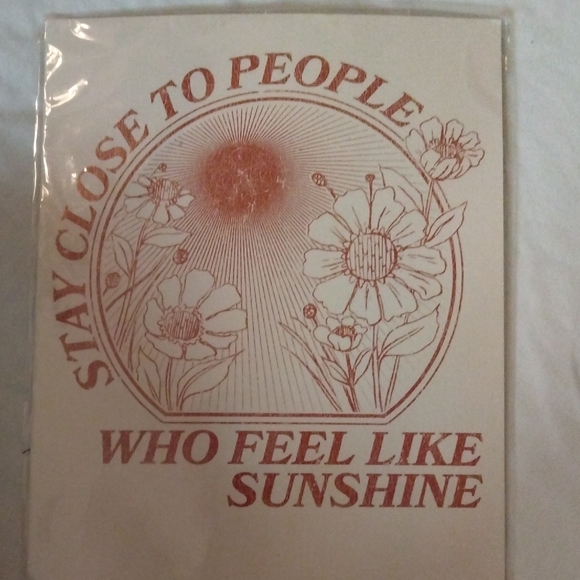 STAY CLOSE TO PEOPLE
WHO FEEL LIKE
SUNSHINE